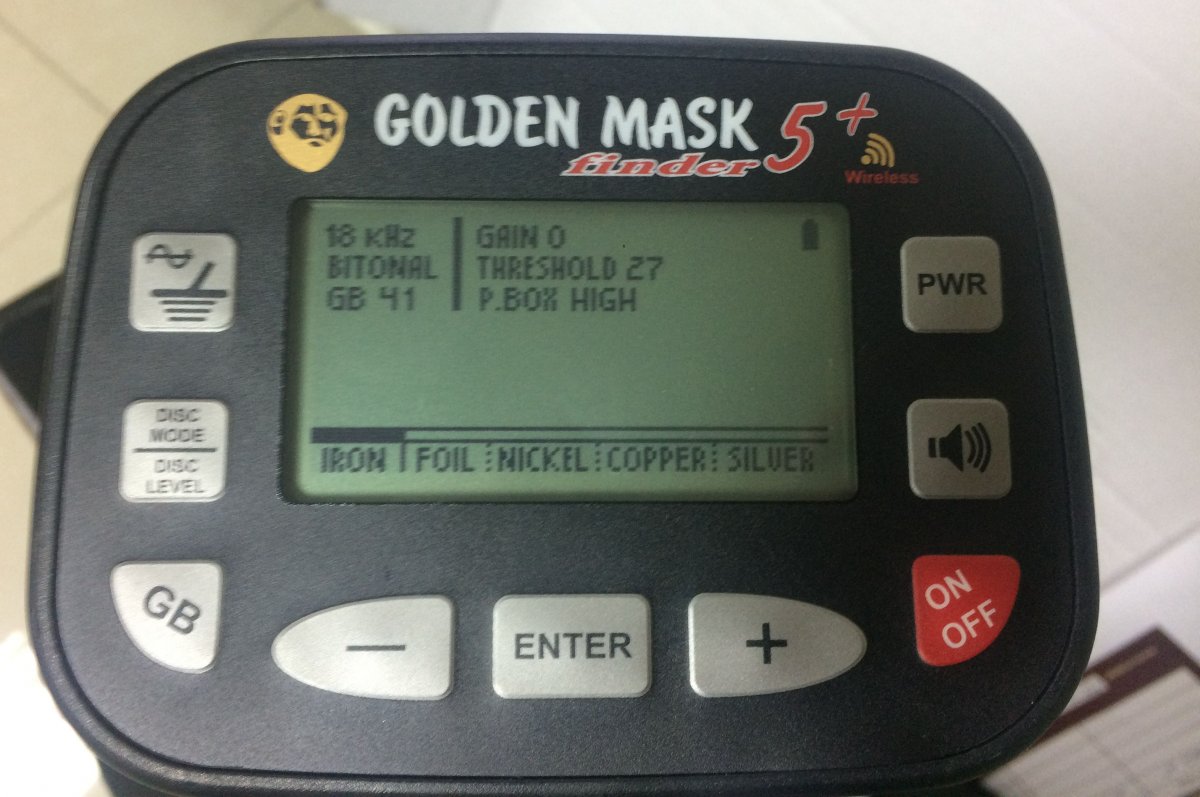 GOLDEN MASK 5+
finder
Wireless
18 kHz
BITONAL
GB 41
GAIN 0
THRESHOLD 27
P.BOX HIGH
IRON FOIL NICKEL COPPER SILVER
PWR
DISC
MODE
DISC
LEVEL
GB
ENTER
+
ON
OFF